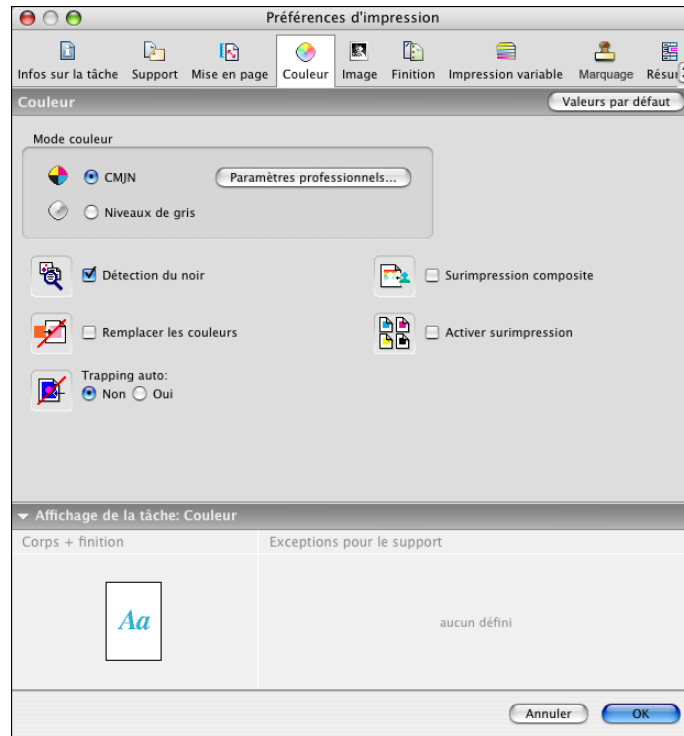 Préférences d'impression
Infos sur la tâche Support Mise en page Couleur Image Finition Impression variable Marquage
Couleur Valeurs par défaut
Mode couleur
CMJN Paramètres professionnels...
Niveaux de gris
Détection du noir Surimpression composite
Remplacer les couleurs Activer surimpression
Trapping auto:
Non Oui
Affichage de la tâche: Couleur
Corps + finition Exceptions pour le support
Aa aucun défini
Annuler OK